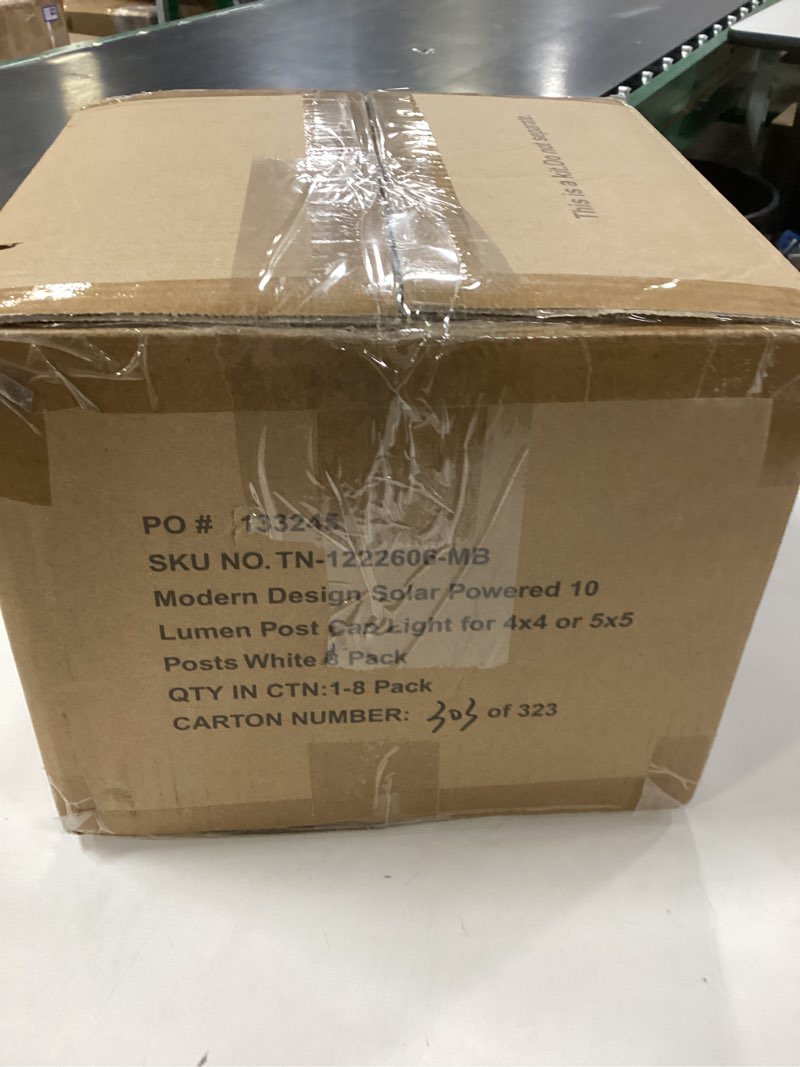 This is a kit. Do not separate.
PO # 133245
SKU NO. TN-1222606-MB
Modern Design Solar Powered 10
Lumen Post Cap Light for 4x4 or 5x5
Posts White 8 Pack
QTY IN CTN:1-8 Pack
CARTON NUMBER: 303 of 323